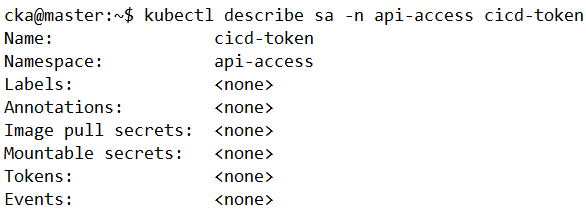 cka@master:~$ kubectl describe sa -n api-access cicd-token
Name:                cicd-token
Namespace:           api-access
Labels:              <none>
Annotations:         <none>
Image pull secrets:  <none>
Mountable secrets:   <none>
Tokens:              <none>
Events:              <none>